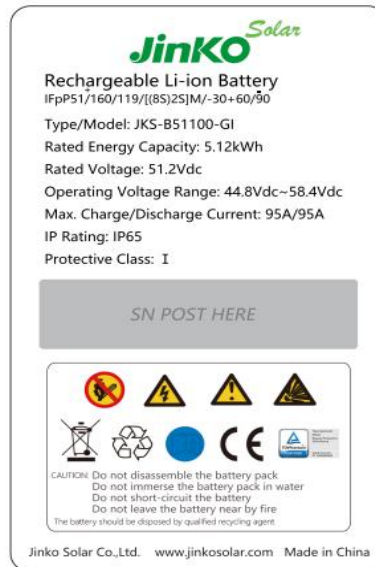 JinKO Solar
Rechargeable Li-ion Battery
IFpP51/160/119/[(8S)2S]M/-30+60/90
Type/Model: JKS-B51100-GI
Rated Energy Capacity: 5.12kWh
Rated Voltage: 51.2Vdc
Operating Voltage Range: 44.8Vdc~58.4Vdc
Max. Charge/Discharge Current: 95A/95A
IP Rating: IP65
Protective Class: I
SN POST HERE
CE
CAUTION: Do not disassemble the battery pack
Do not immerse the battery pack in water
Do not short-circuit the battery
Do not leave the battery near by fire
The battery should be disposed by qualified recycling agent
Jinko Solar Co.,Ltd. www.jinkosolar.com Made in China